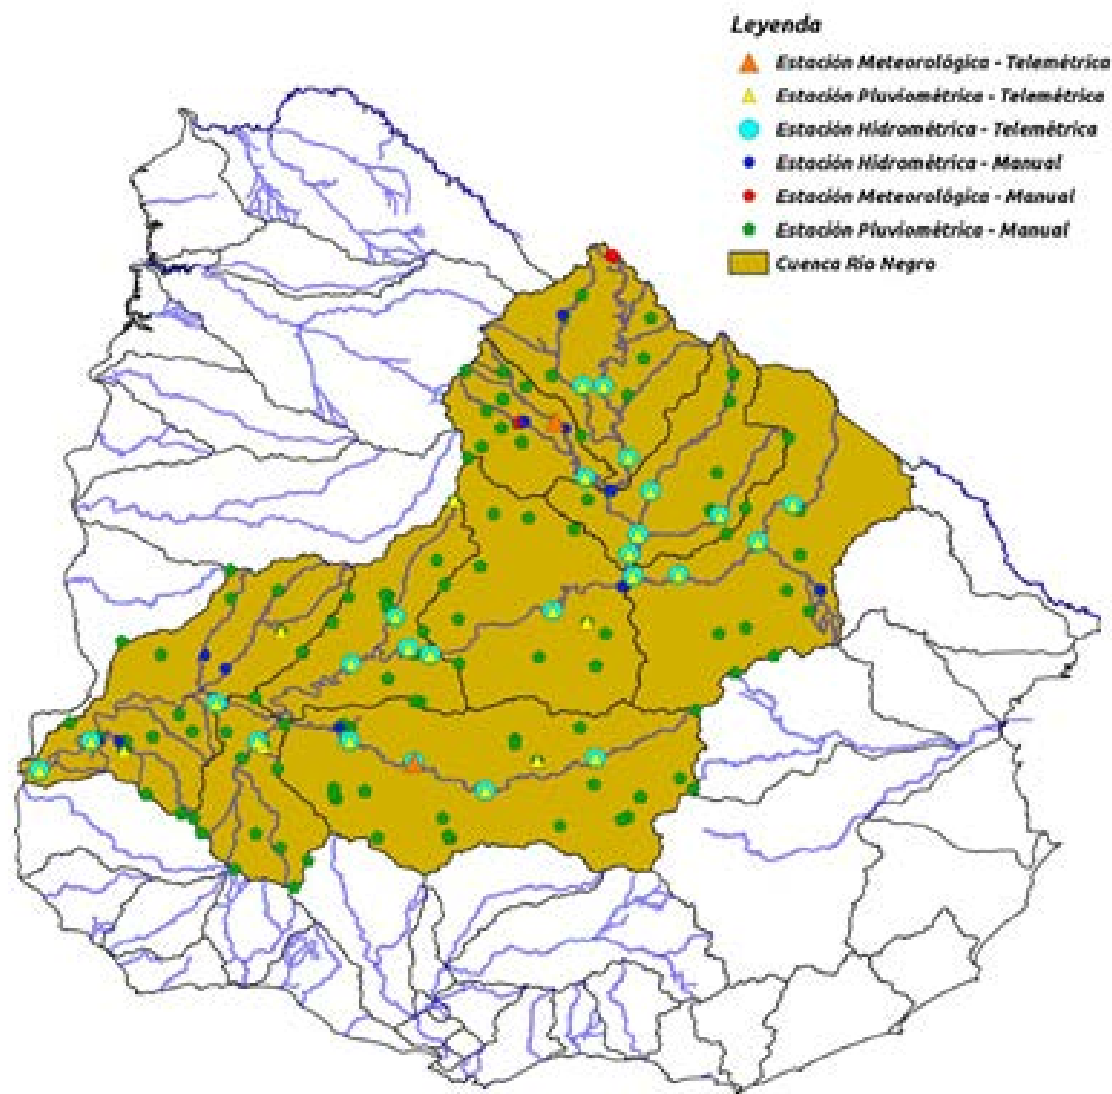 Leyenda
Estación Meteorológica - Telemétrica
Estación Pluviométrica - Telemétrica
Estación Hidrométrica - Telemétrica
Estación Hidrométrica - Manual
Estación Meteorológica - Manual
Estación Pluviométrica - Manual
Cuenca Río Negro